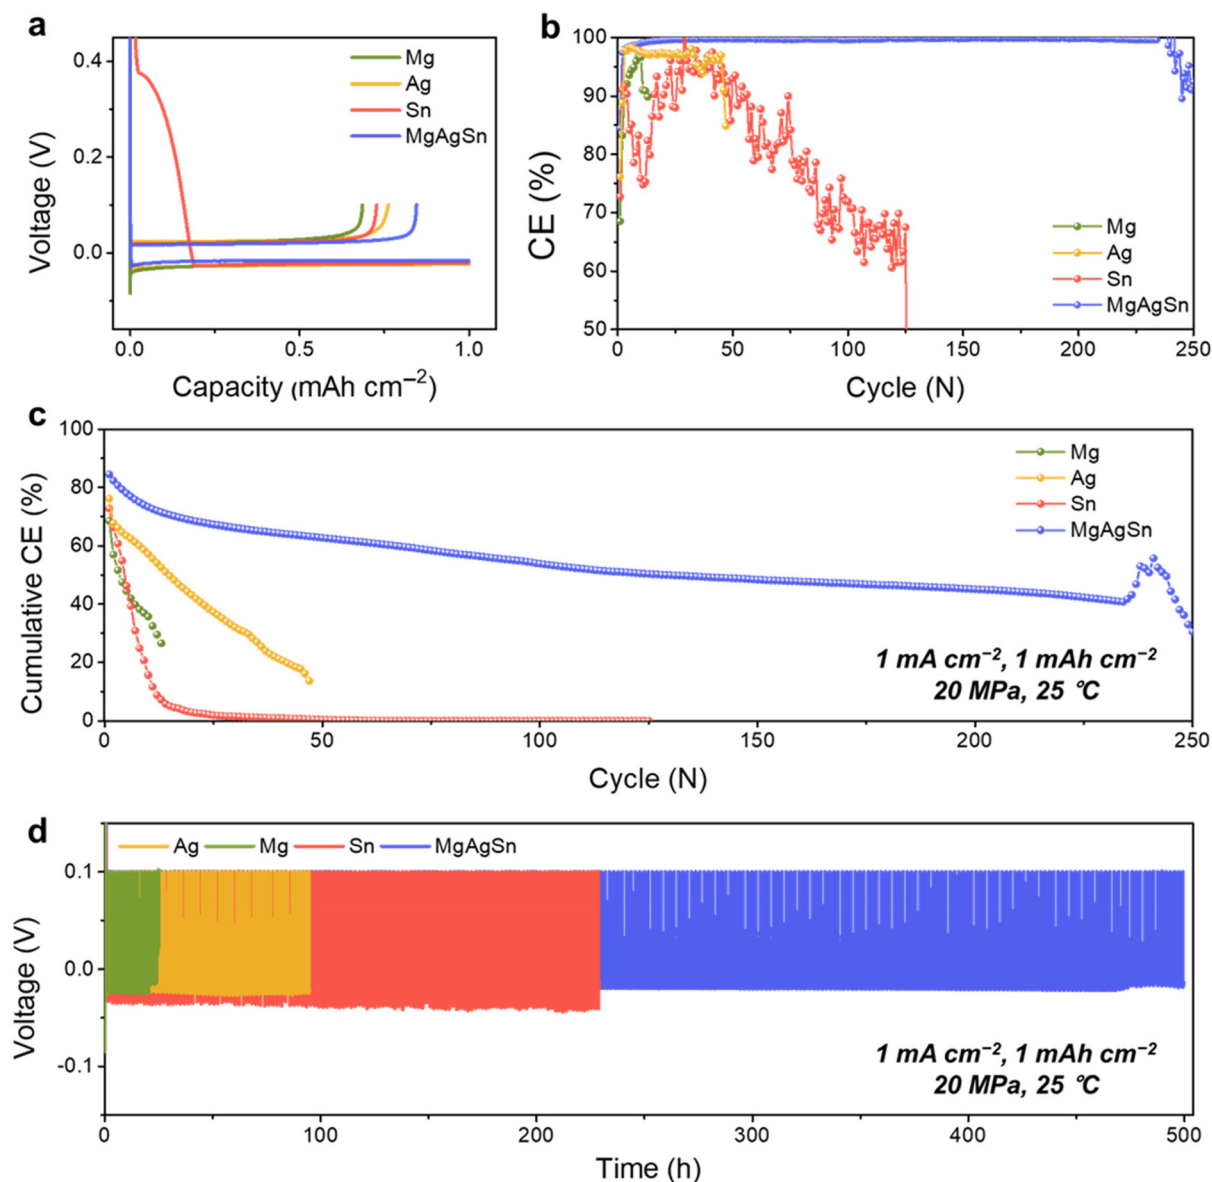 a
Voltage (V)
0.4
0.2
0.0
Mg
Ag
Sn
MgAgSn
0.0
0.5
1.0
Capacity (mAh cm⁻²)
b
CE (%)
100
90
80
70
60
50
Mg
Ag
Sn
MgAgSn
0
50
100
150
200
250
Cycle (N)
c
Cumulative CE (%)
100
80
60
40
20
0
Mg
Ag
Sn
MgAgSn
1 mA cm⁻², 1 mAh cm⁻²
20 MPa, 25 ℃
0
50
100
150
200
250
Cycle (N)
d
Voltage (V)
0.1
0.0
-0.1
Ag
Mg
Sn
MgAgSn
1 mA cm⁻², 1 mAh cm⁻²
20 MPa, 25 ℃
0
100
200
300
400
500
Time (h)